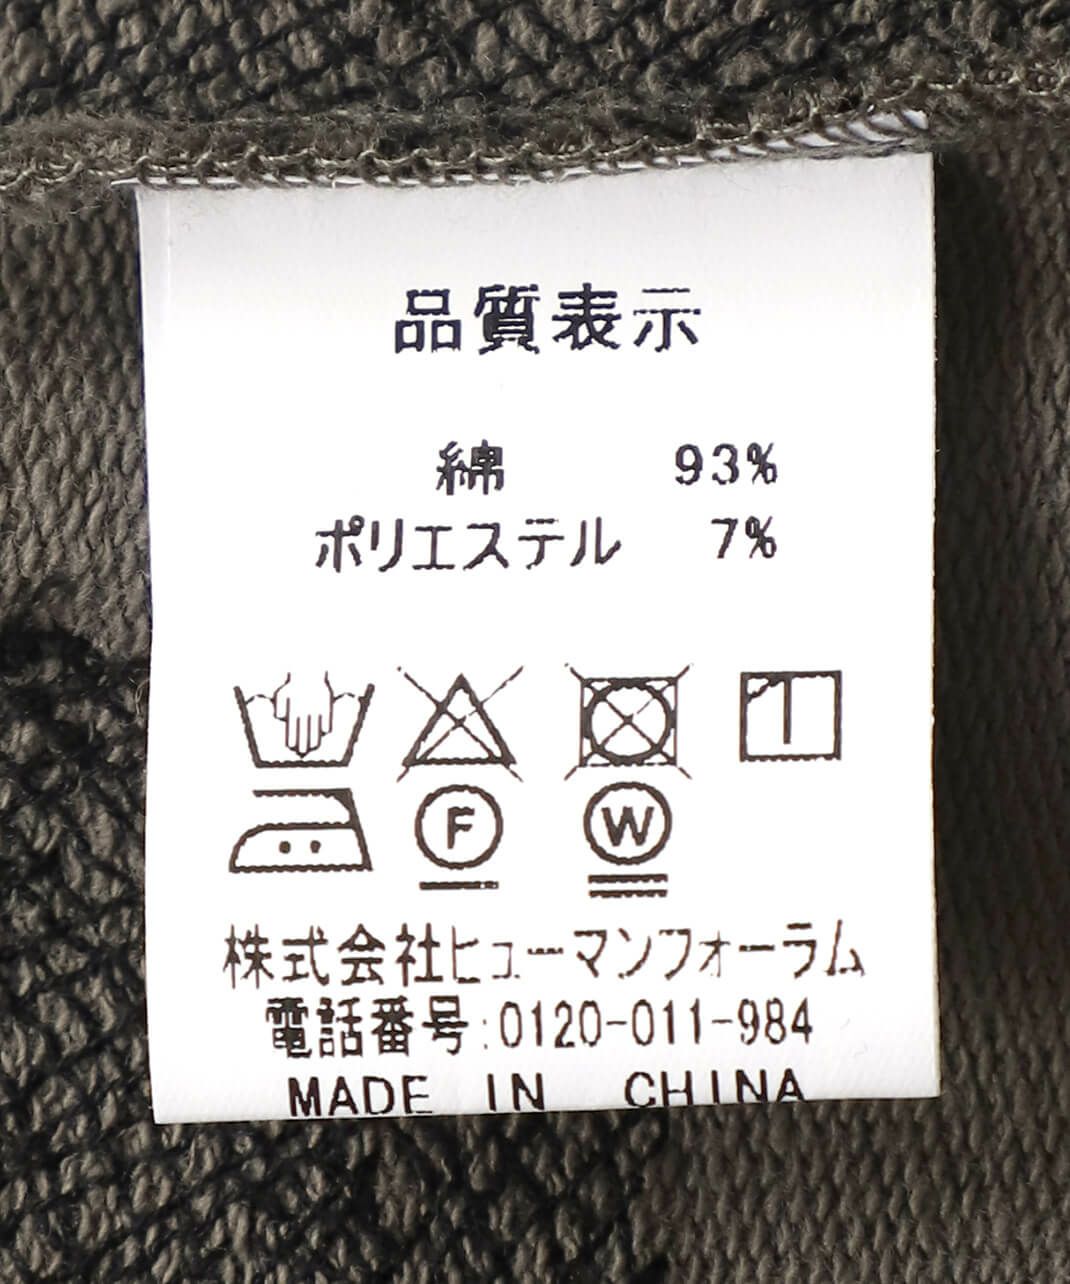 品質表示
綿 93%
ポリエステル 7%
F W
株式会社ヒューマンフォーラム
電話番号:0120-011-984
MADE IN CHINA